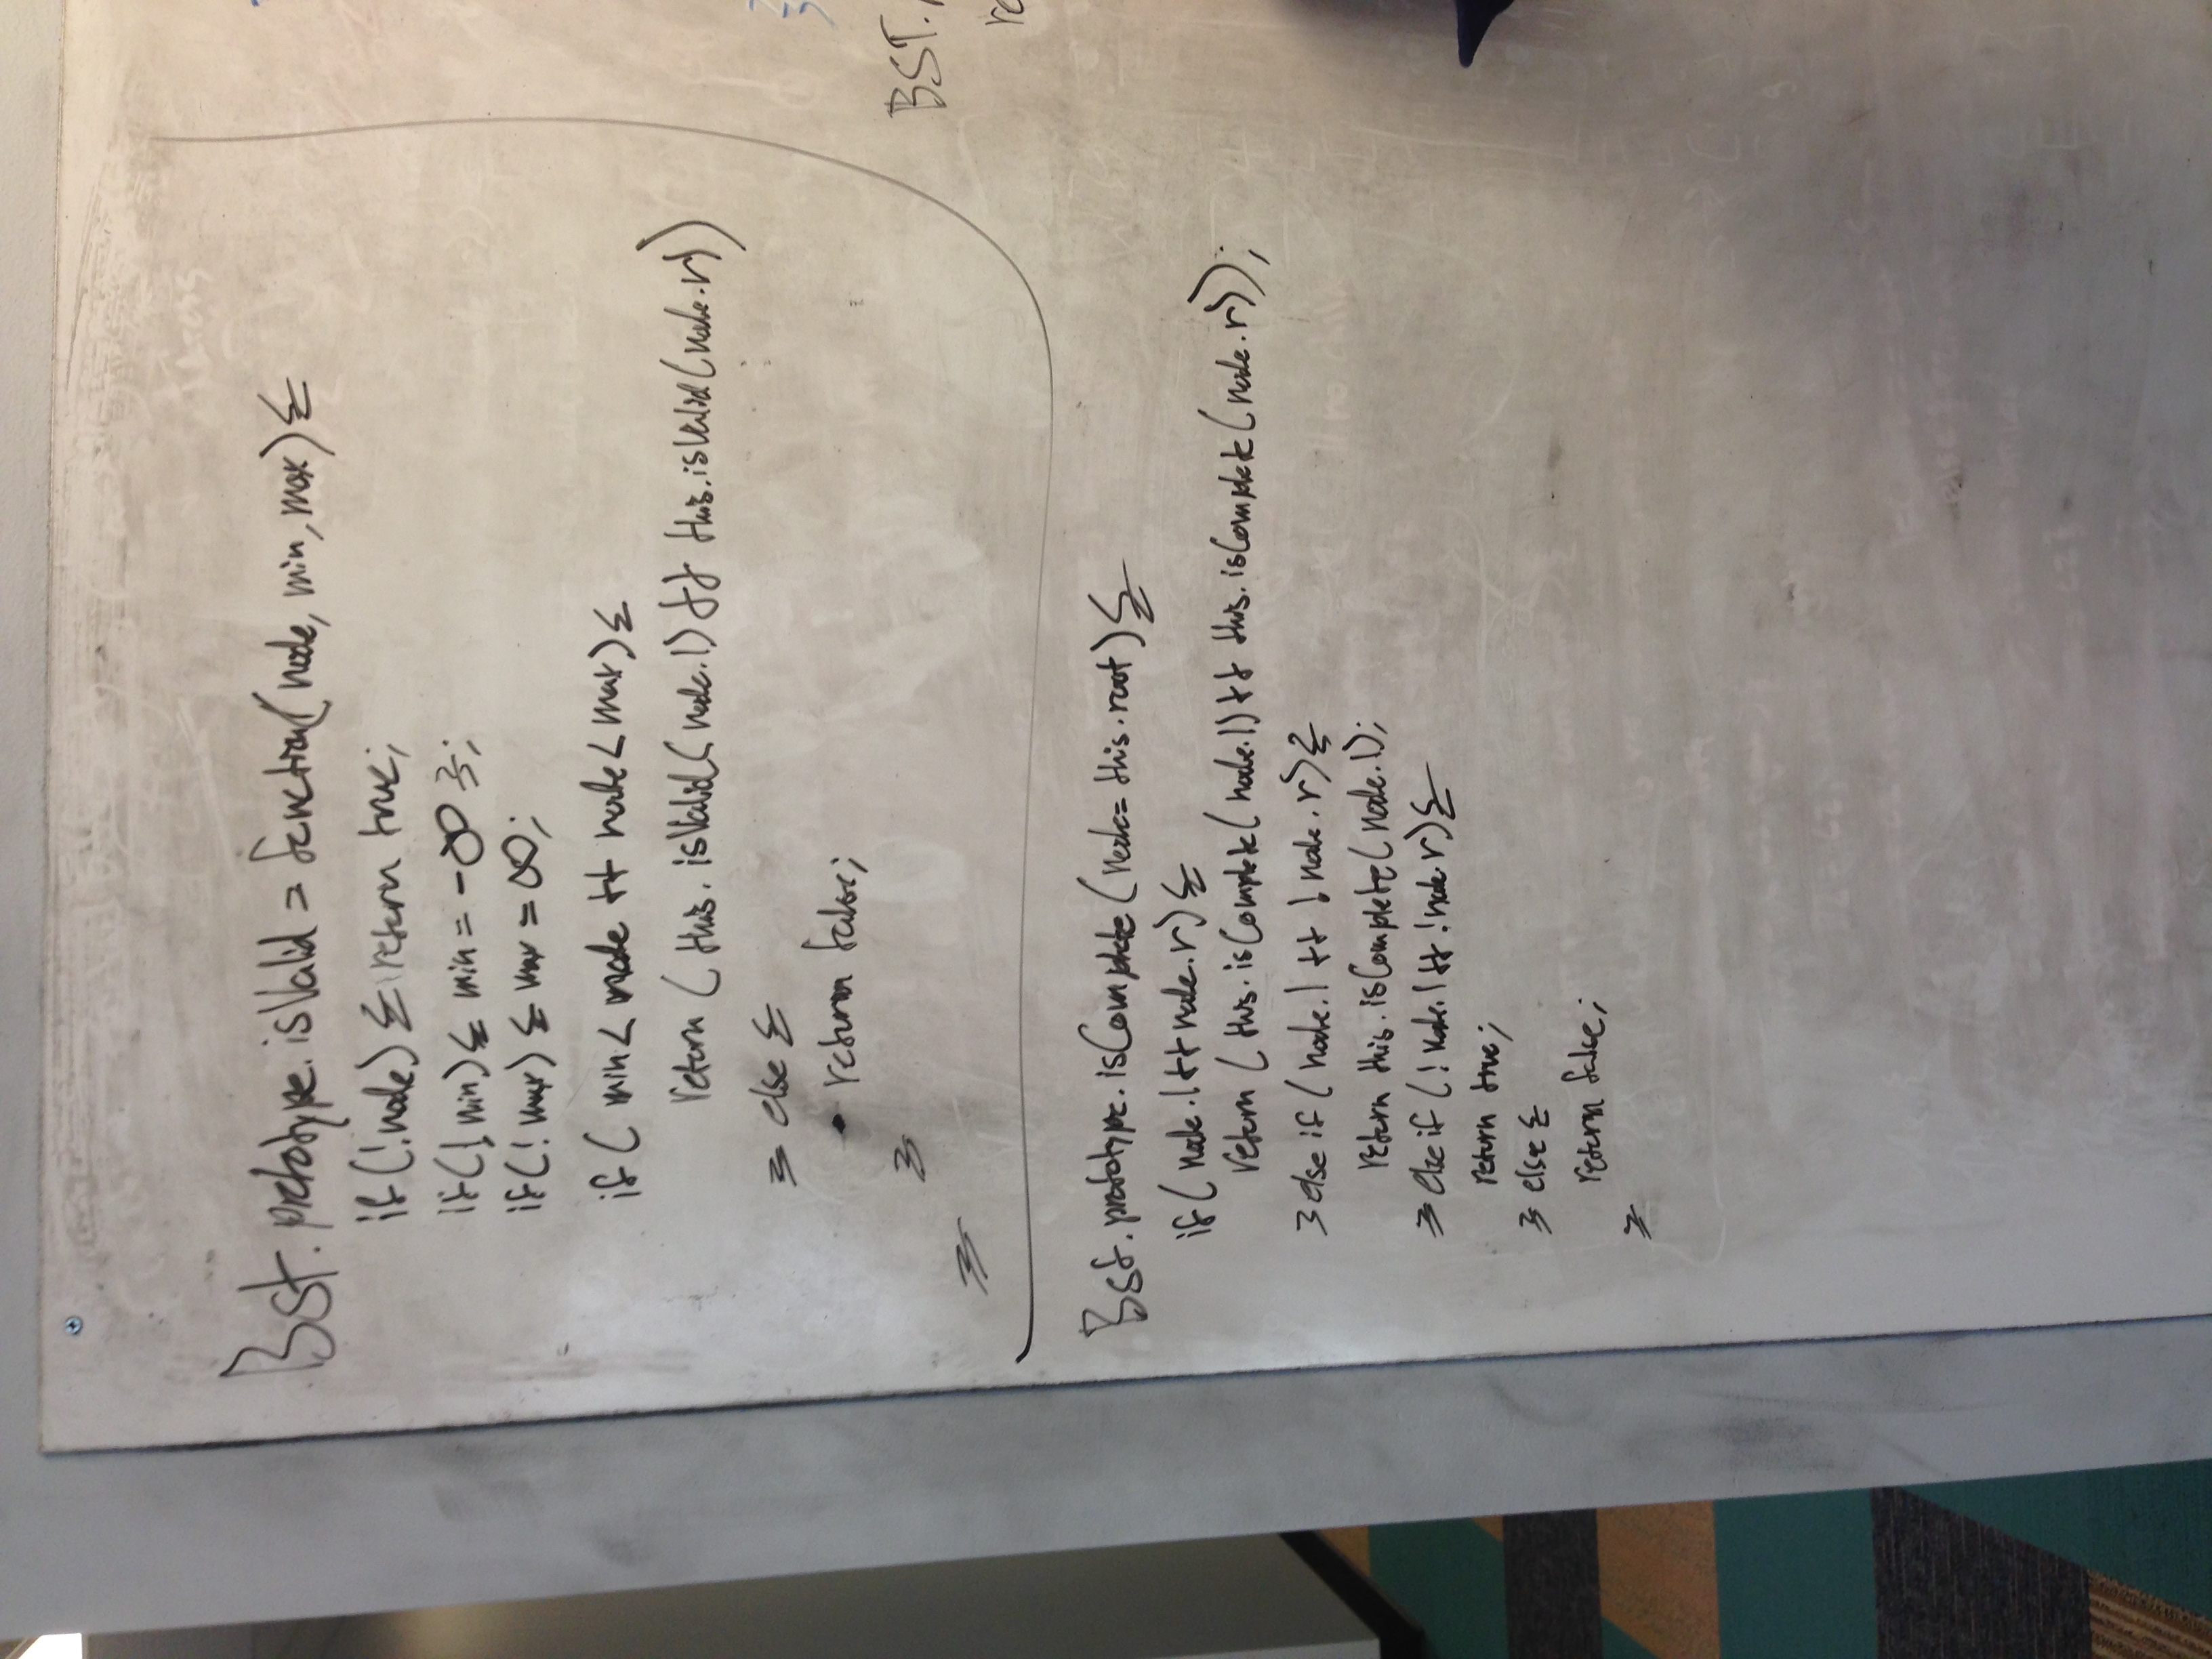 Bst.prototype.isValid = function(node, min, max) {
if (!node) { return true;
if (! min) { min = -∞ };
if (! max) { max = ∞;
if ( min < node && node < max) {
return ( this.isValid(node.l) && this.isValid(node.r))
} else {
return false;
}
}
Bst.prototype.isComplete (node= this.root) {
if ( node.l && node.r) {
return ( this.isComplete( node.l) && this.isComplete (node.r));
} else if ( node.l && ! node.r) {
return this.isComplete( node.l);
} else if (! node.l && ! node.r) {
return true;
} else {
return false;
}
BST.
re